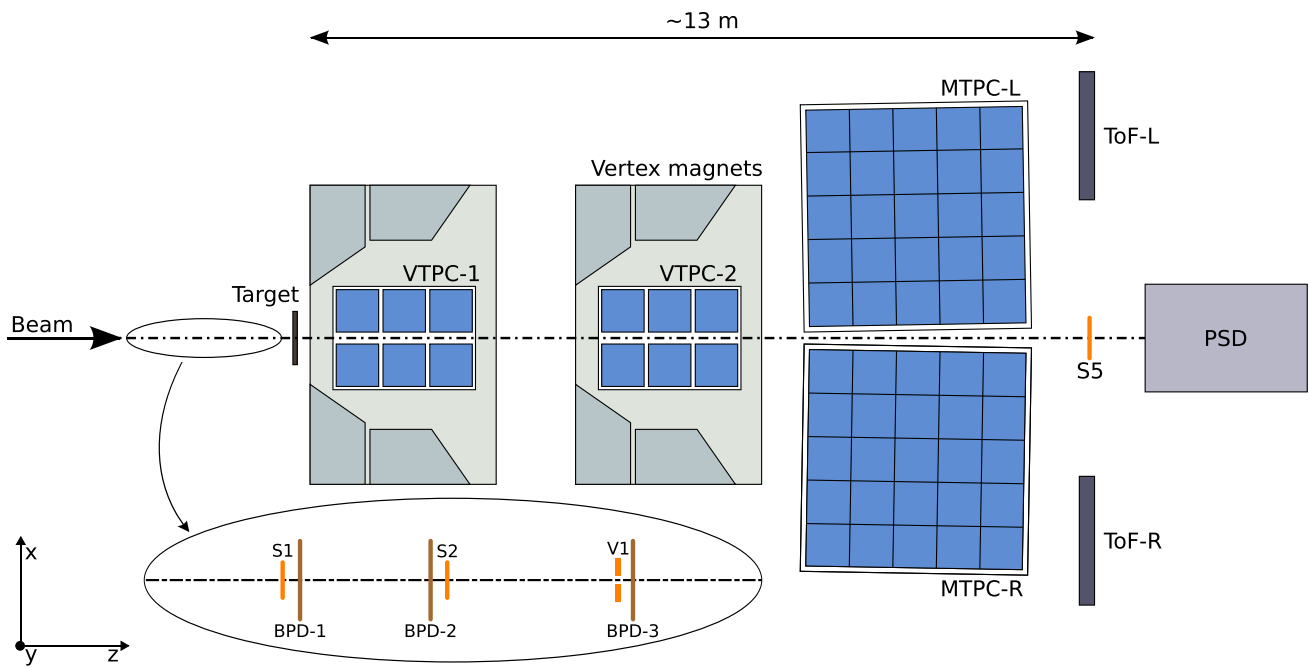 ~13 m
MTPC-L
ToF-L
Vertex magnets
VTPC-1
VTPC-2
Target
Beam
PSD
S5
ToF-R
MTPC-R
S1
S2
V1
BPD-1
BPD-2
BPD-3
x
y
z